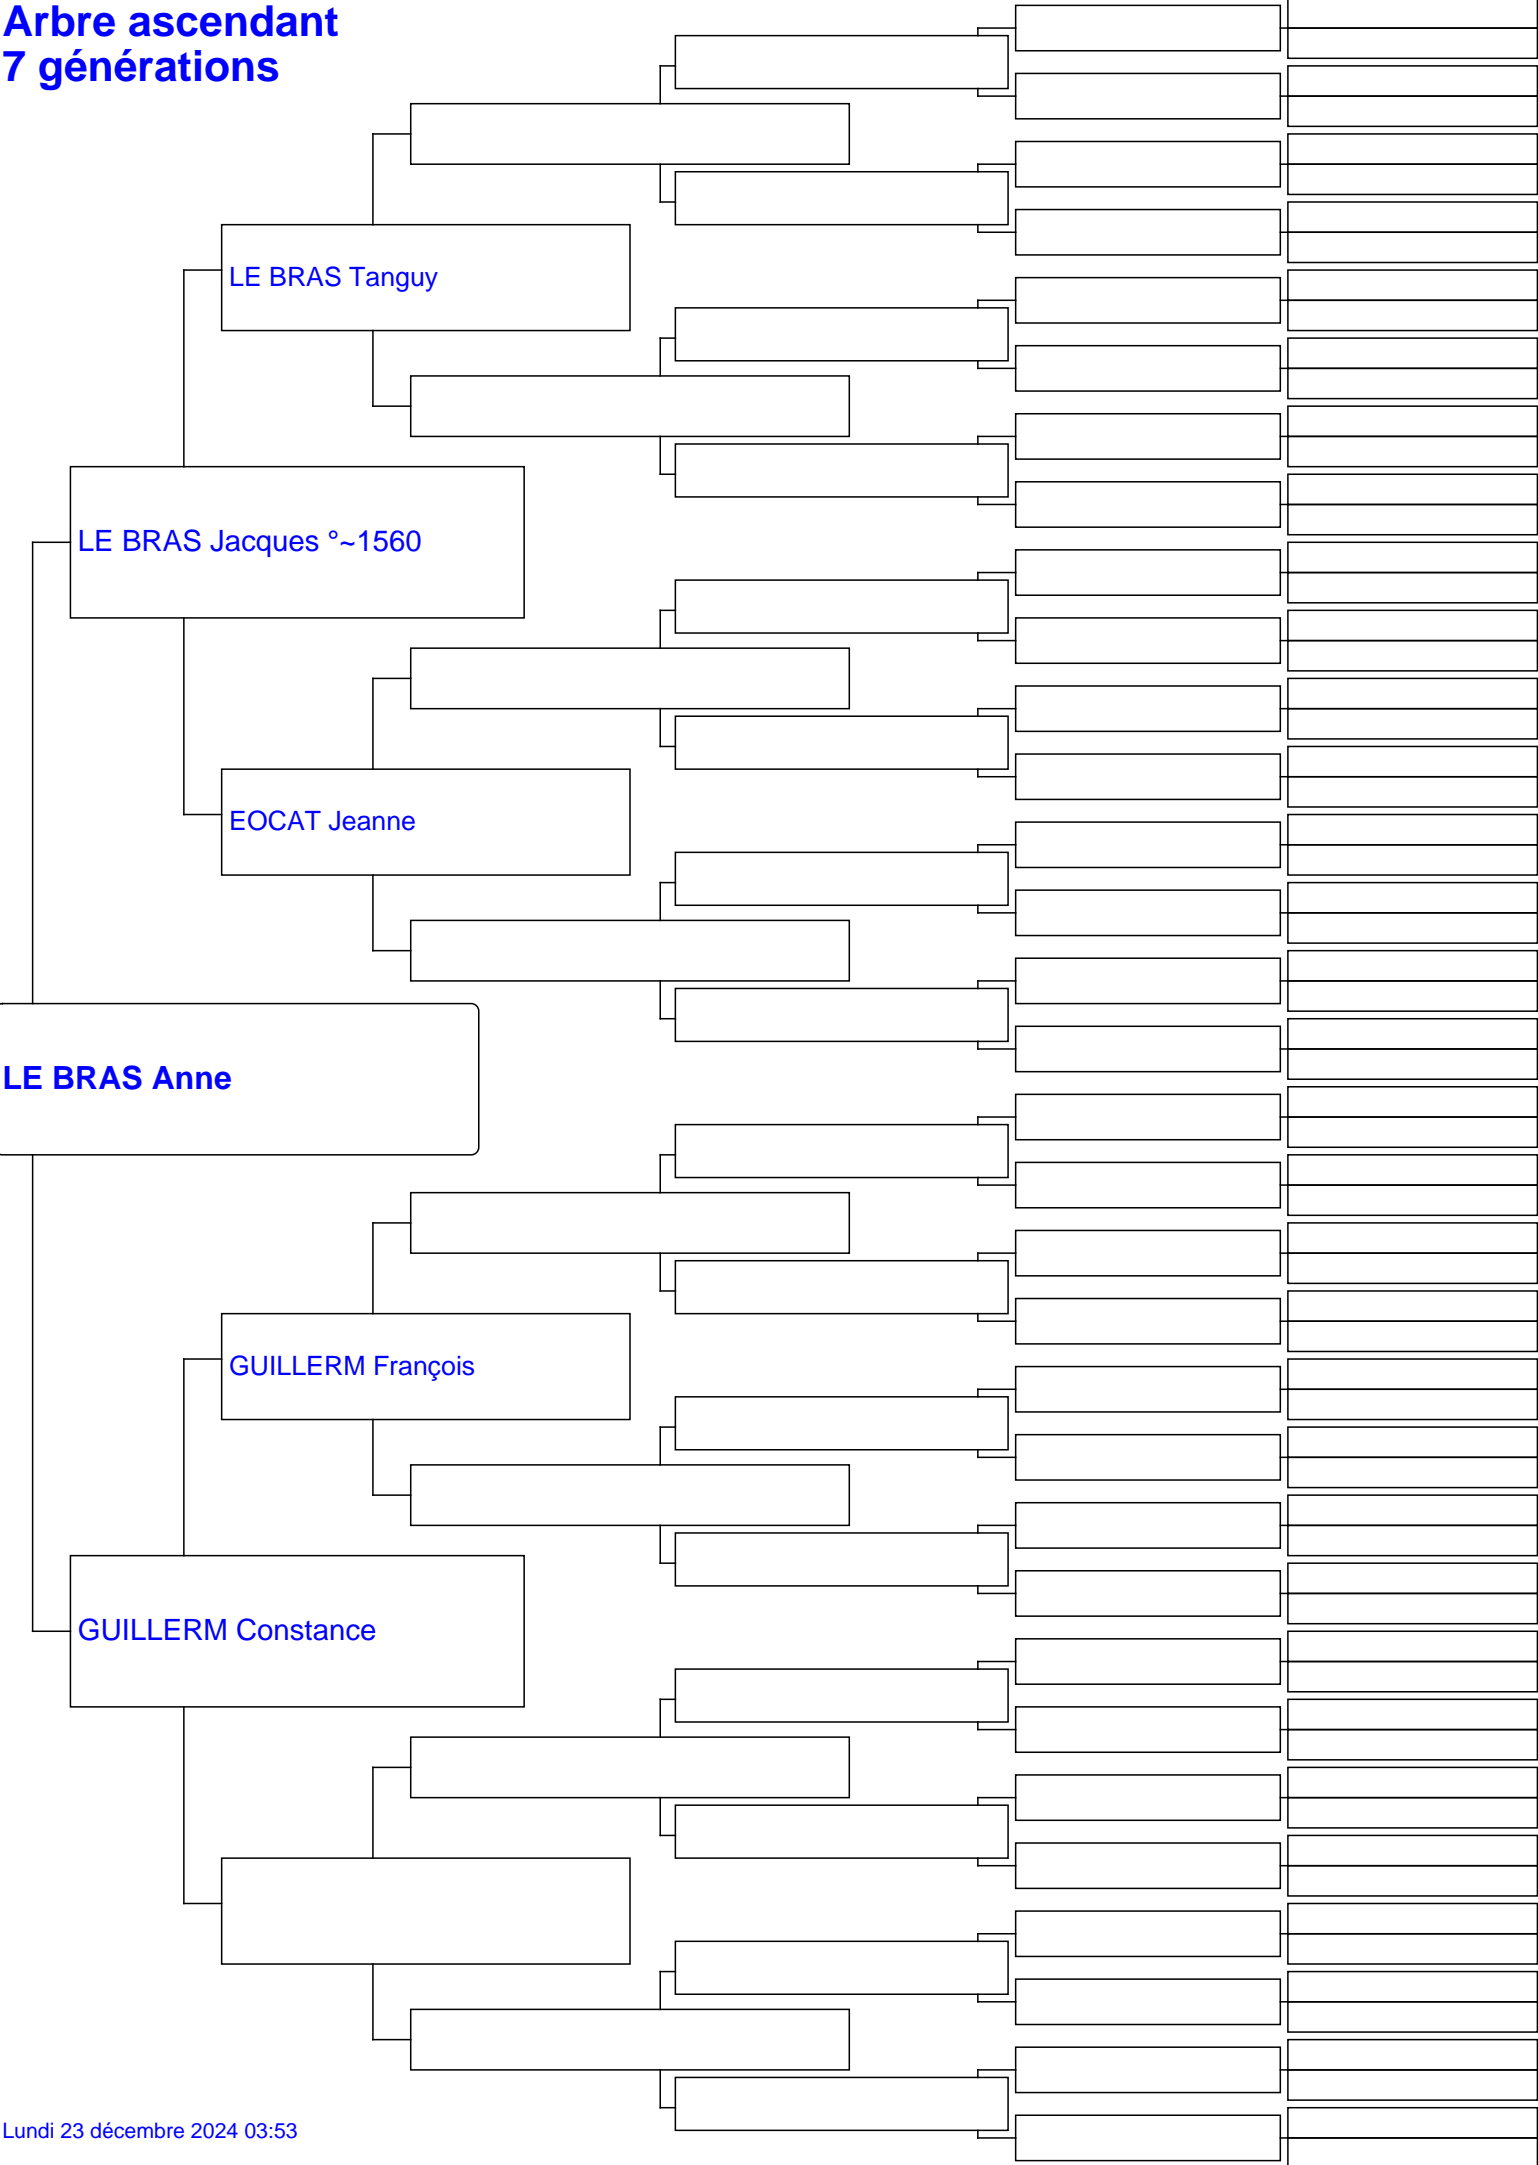 Arbre ascendant
7 générations
LE BRAS Tanguy
LE BRAS Jacques °~1560
EOCAT Jeanne
LE BRAS Anne
GUILLERM François
GUILLERM Constance
Lundi 23 décembre 2024 03:53